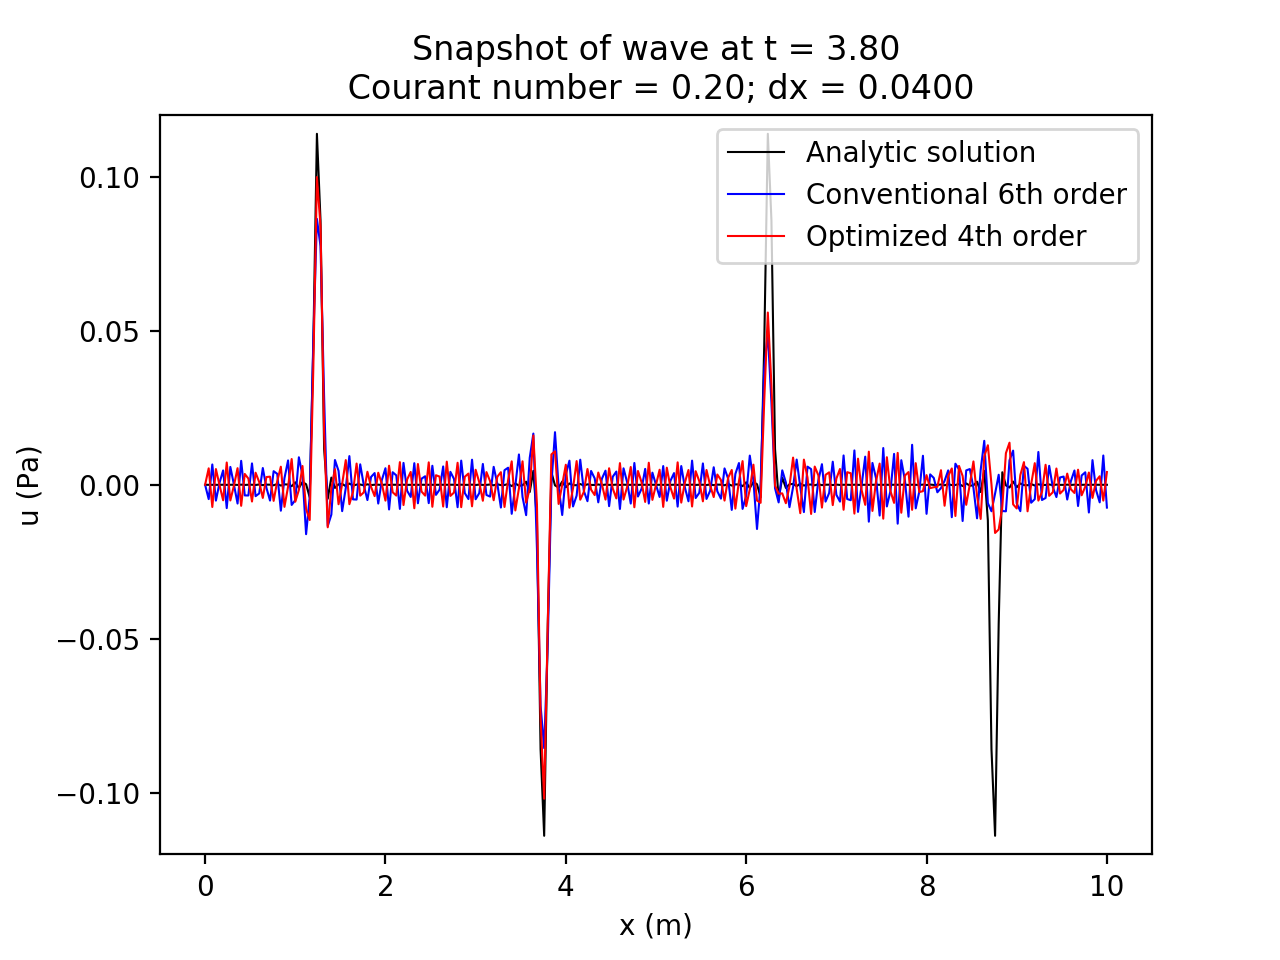 Snapshot of wave at t = 3.80
Courant number = 0.20; dx = 0.0400
Analytic solution
Conventional 6th order
Optimized 4th order
0.10
0.05
0.00
−0.05
−0.10
u (Pa)
0 2 4 6 8 10
x (m)